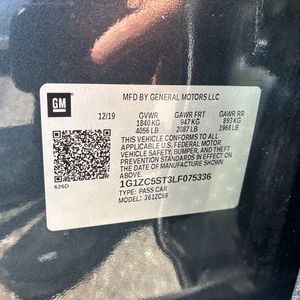 GM
MFD BY GENERAL MOTORS LLC
12/19 GVWR GAWR FRT GAWR RR
1840 KG 947 KG 893 KG
4056 LB 2087 LB 1968 LB
THIS VEHICLE CONFORMS TO ALL
APPLICABLE U.S. FEDERAL MOTOR
VEHICLE SAFETY, BUMPER, AND THEFT
PREVENTION STANDARDS IN EFFECT ON
THE DATE OF MANUFACTURE SHOWN ABOVE.
1G1ZC5ST3LF075336
TYPE: PASS CAR
626D MODEL: 361ZC69